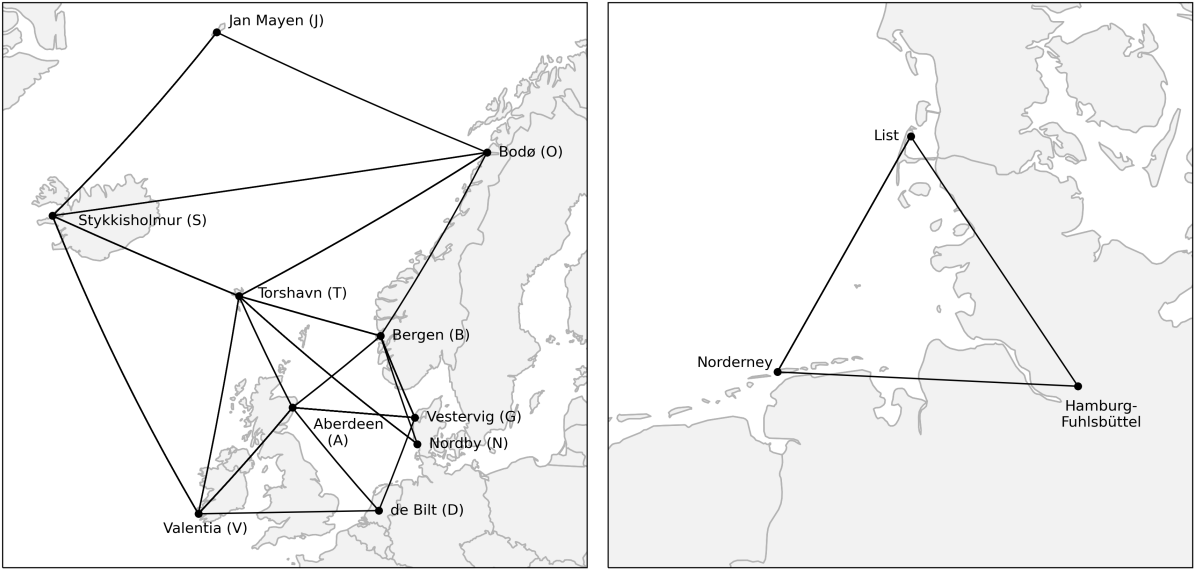 Jan Mayen (J)
Bodø (O)
Stykkisholmur (S)
Torshavn (T)
Bergen (B)
Aberdeen
(A)
Vestervig (G)
Nordby (N)
de Bilt (D)
Valentia (V)
List
Norderney
Hamburg-
Fuhlsbüttel